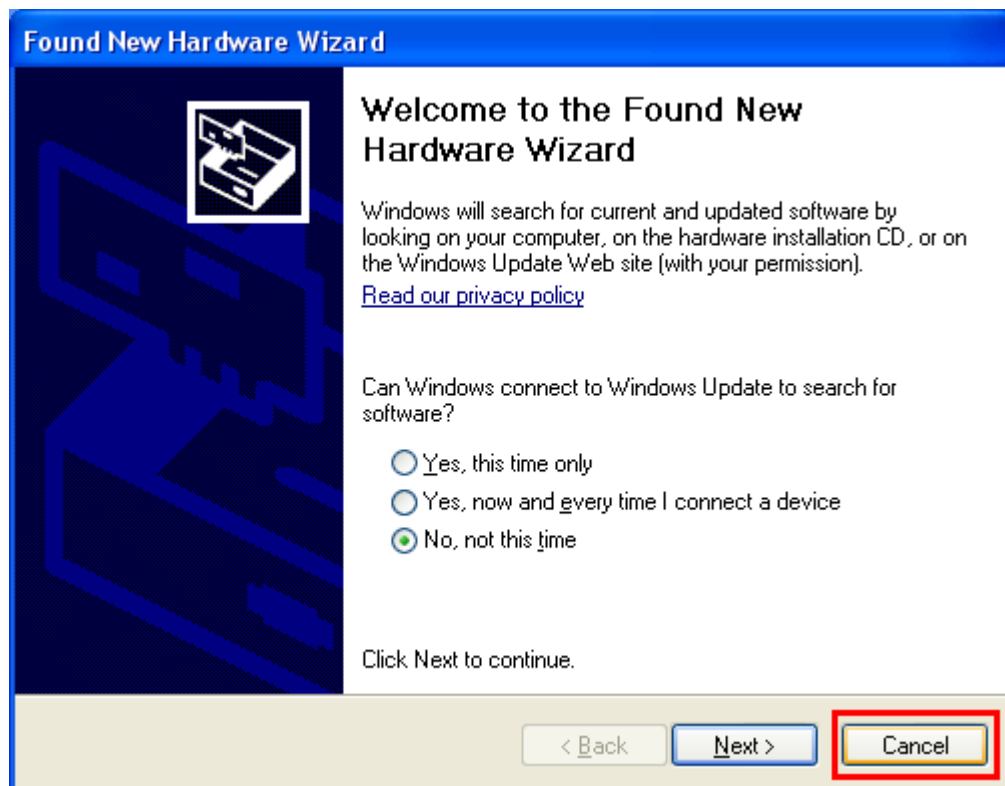 Found New Hardware Wizard
Welcome to the Found New
Hardware Wizard
Windows will search for current and updated software by
looking on your computer, on the hardware installation CD, or on
the Windows Update Web site (with your permission).
Read our privacy policy
Can Windows connect to Windows Update to search for
software?
Yes, this time only
Yes, now and every time I connect a device
No, not this time
Click Next to continue.
< Back
Next >
Cancel